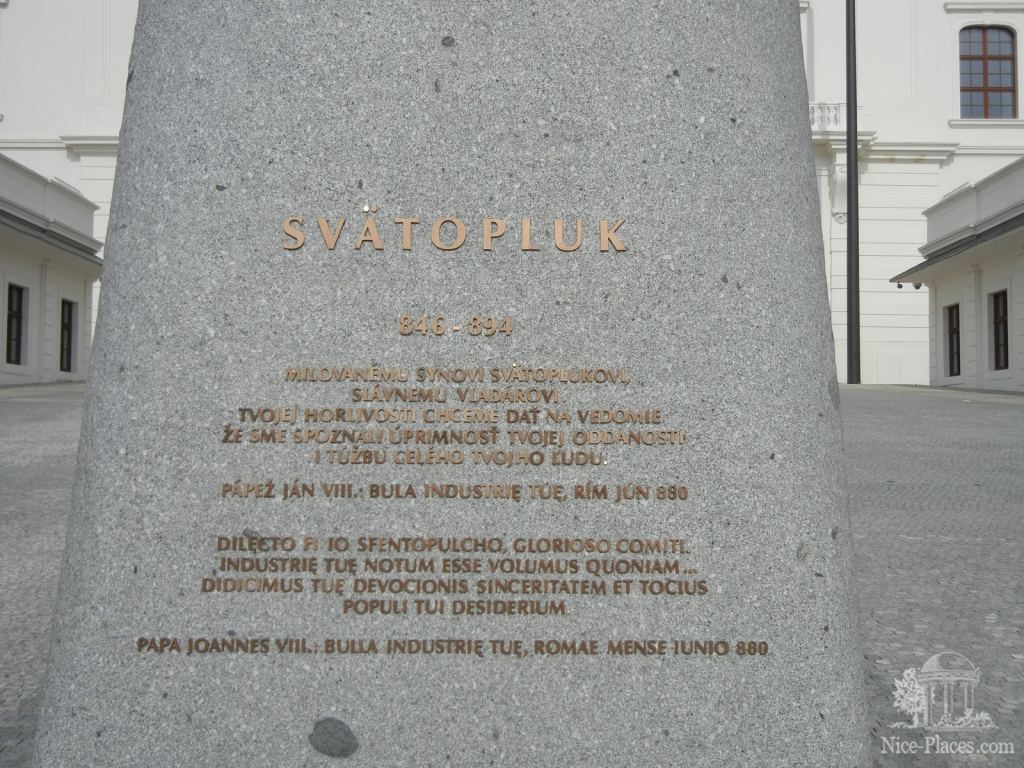 SVÄTOPLUK
846 - 894
MILOVANÉMU SYNOVI SVÄTOPLUKOVI,
SLÁVNEMU VLADÁROVI.
TVOJEJ HORLIVOSTI CHCEME DAŤ NA VEDOMIE
ŽE SME SPOZNALI ÚPRIMNOSŤ TVOJEJ ODDANOSTI
I TÚŽBU CELÉHO TVOJHO ĽUDU.
PÁPEŽ JÁN VIII.: BULA INDUSTRIĘ TUĘ, RÍM JÚN 880
DILĘCTO FI IO SFENTOPULCHO, GLORIOSO COMITI.
INDUSTRIĘ TUĘ NOTUM ESSE VOLUMUS QUONIAM ...
DIDICIMUS TUĘ DEVOCIONIS SINCERITATEM ET TOCIUS
POPULI TUI DESIDERIUM.
PAPA JOANNES VIII.: BULLA INDUSTRIĘ TUĘ, ROMAE MENSE IUNIO 880
Nice-Places.com